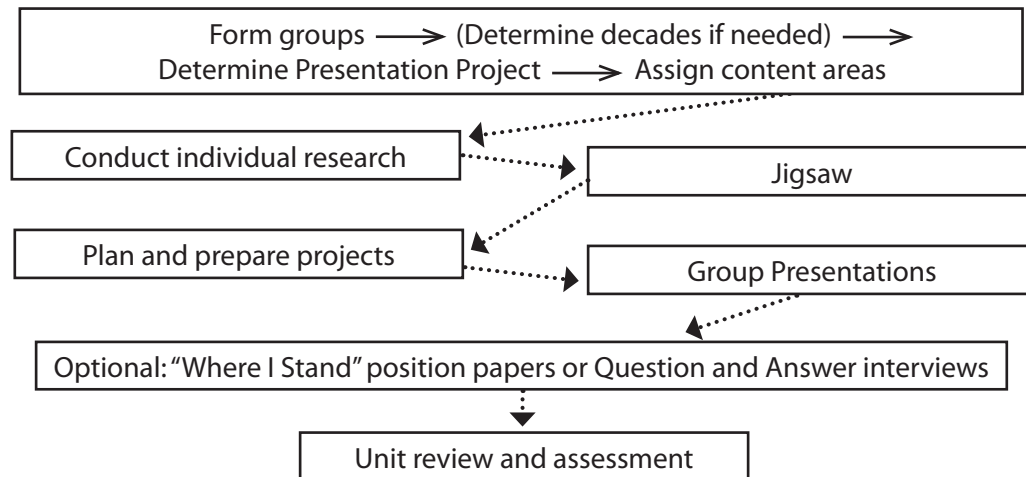 Form groups ⟶ (Determine decades if needed) ⟶
Determine Presentation Project ⟶ Assign content areas
Conduct individual research
Jigsaw
Plan and prepare projects
Group Presentations
Optional: “Where I Stand” position papers or Question and Answer interviews
Unit review and assessment